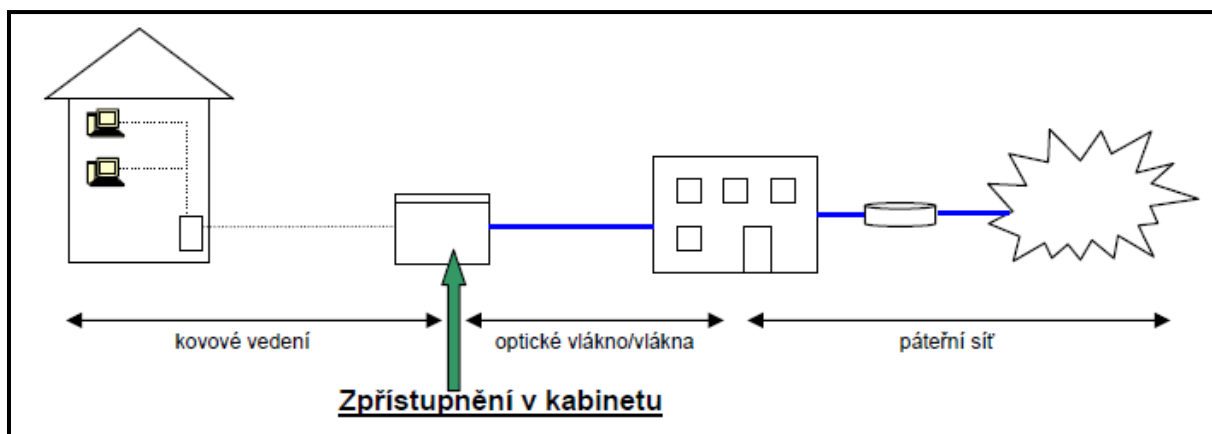 kovové vedení
optické vlákno/vlákna
páteřní síť
Zpřístupnění v kabinetu